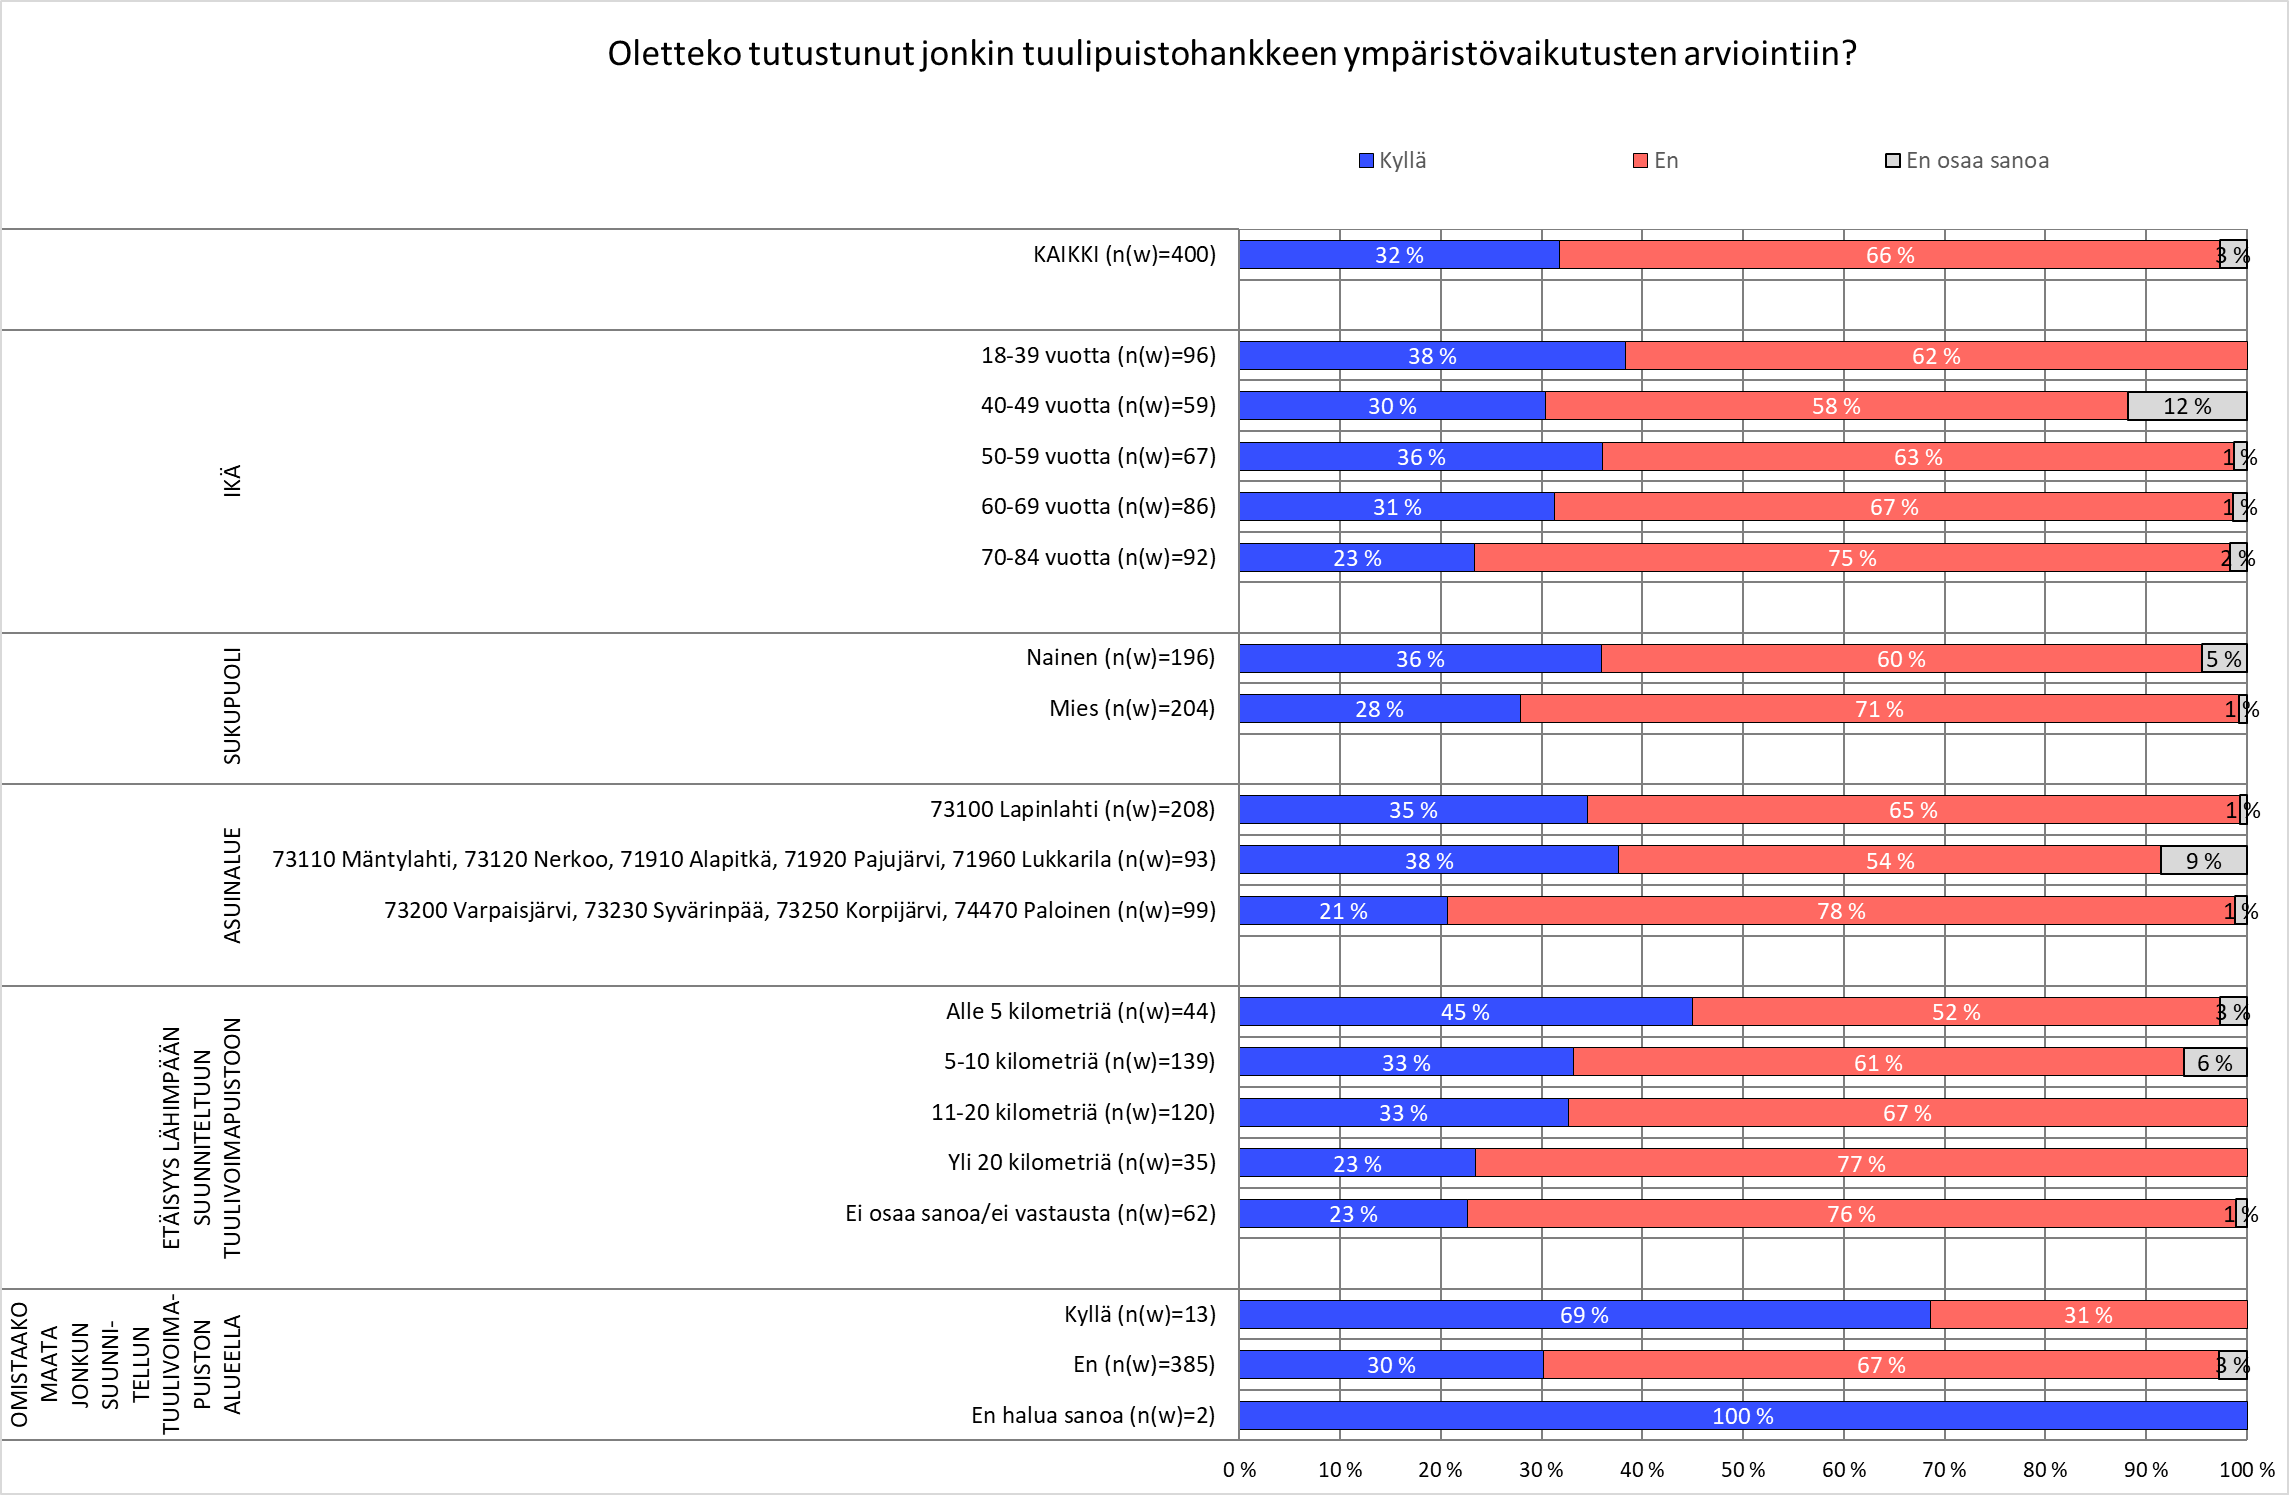 Oletteko tutustunut jonkin tuulipuistohankkeen ympäristövaikutusten arviointiin?
Kyllä En En osaa sanoa
KAIKKI (n(w)=400) 32 % 66 % 3 %
IKÄ
18-39 vuotta (n(w)=96) 38 % 62 %
40-49 vuotta (n(w)=59) 30 % 58 % 12 %
50-59 vuotta (n(w)=67) 36 % 63 % 1 %
60-69 vuotta (n(w)=86) 31 % 67 % 1 %
70-84 vuotta (n(w)=92) 23 % 75 % 2 %
SUKUPUOLI
Nainen (n(w)=196) 36 % 60 % 5 %
Mies (n(w)=204) 28 % 71 % 1 %
ASUINALUE
73100 Lapinlahti (n(w)=208) 35 % 65 % 1 %
73110 Mäntylahti, 73120 Nerkoo, 71910 Alapitkä, 71920 Pajujärvi, 71960 Lukkarila (n(w)=93) 38 % 54 % 9 %
73200 Varpaisjärvi, 73230 Syvärinpää, 73250 Korpijärvi, 74470 Paloinen (n(w)=99) 21 % 78 % 1 %
ETÄISYYS LÄHIMPÄÄN
SUUNNITELTUUN
TUULIVOIMAPUISTOON
Alle 5 kilometriä (n(w)=44) 45 % 52 % 3 %
5-10 kilometriä (n(w)=139) 33 % 61 % 6 %
11-20 kilometriä (n(w)=120) 33 % 67 %
Yli 20 kilometriä (n(w)=35) 23 % 77 %
Ei osaa sanoa/ei vastausta (n(w)=62) 23 % 76 % 1 %
OMISTAAKO
MAATA
JONKUN
SUUNNI-
TELLUN
TUULIVOIMA-
PUISTON
ALUEELLA
Kyllä (n(w)=13) 69 % 31 %
En (n(w)=385) 30 % 67 % 3 %
En halua sanoa (n(w)=2) 100 %
0 % 10 % 20 % 30 % 40 % 50 % 60 % 70 % 80 % 90 % 100 %